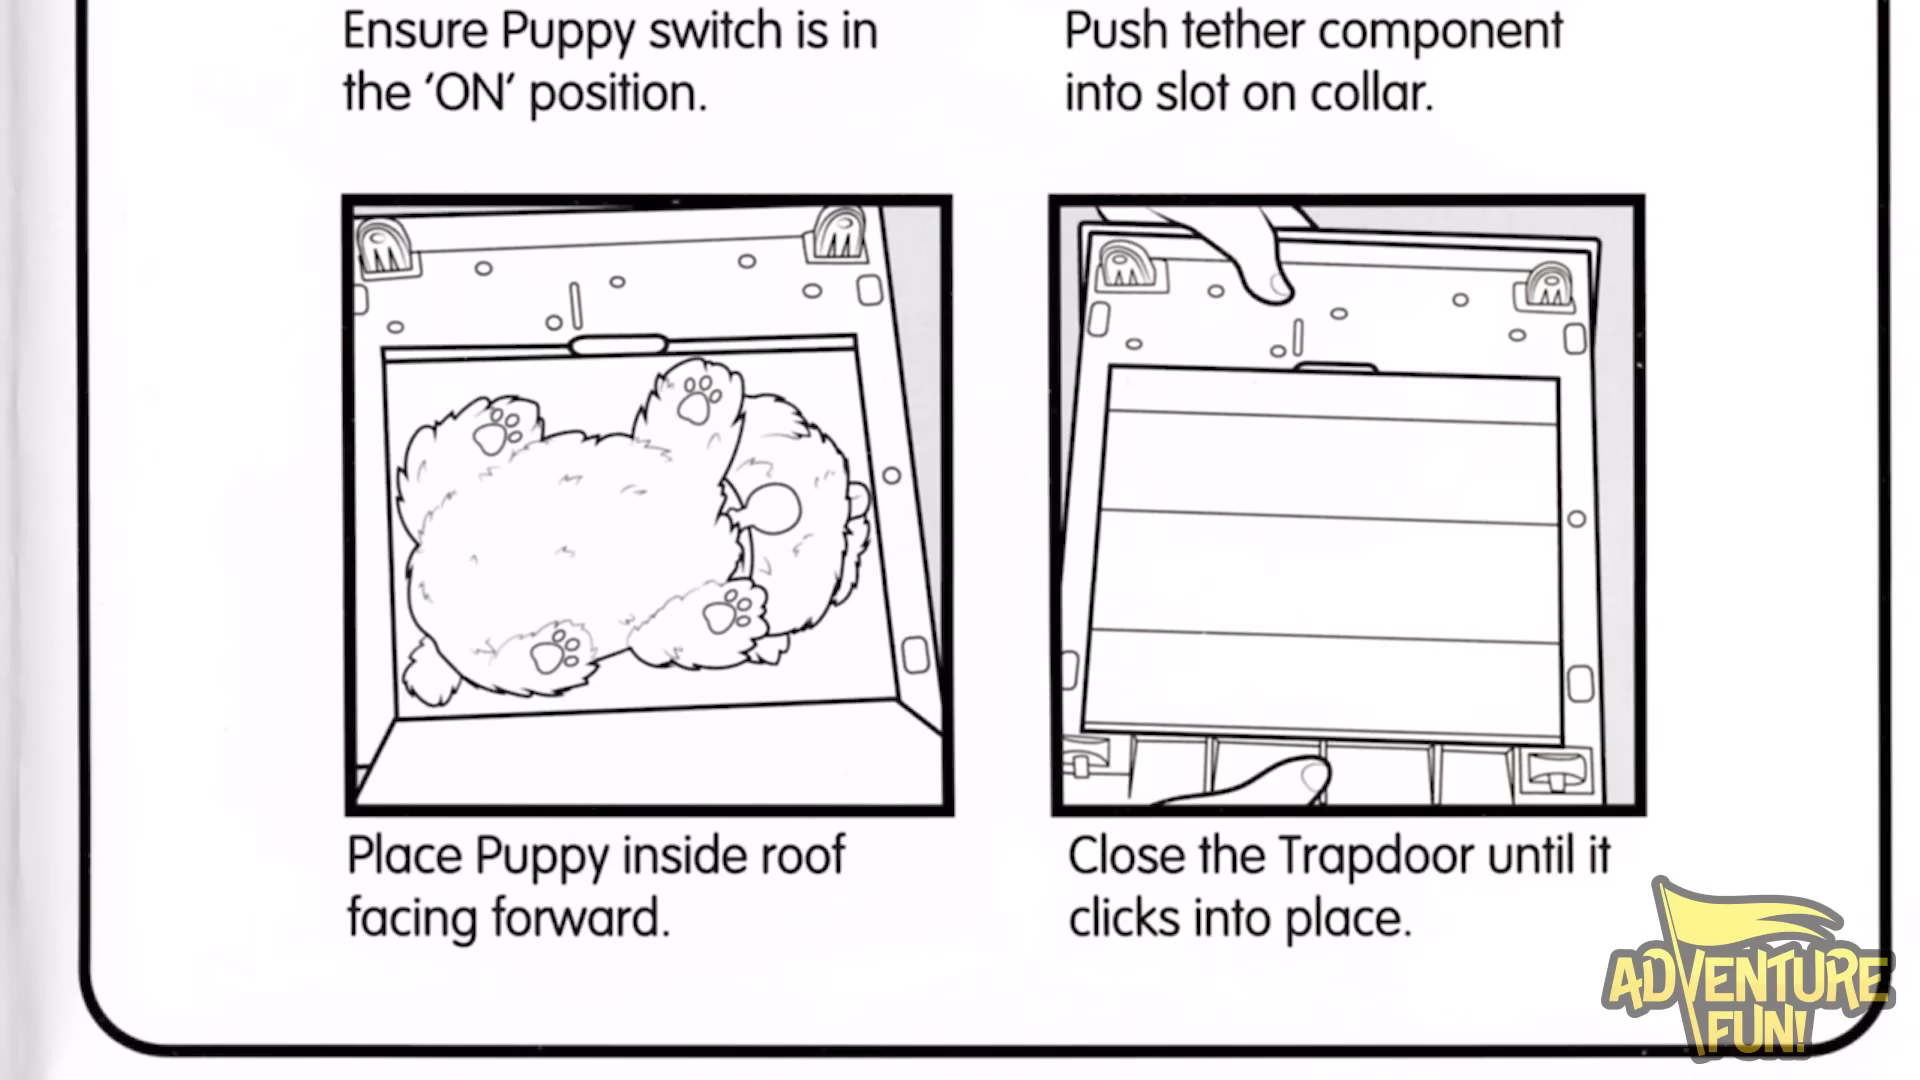 Ensure Puppy switch is in
the ‘ON’ position.
Push tether component
into slot on collar.
Place Puppy inside roof
facing forward.
Close the Trapdoor until it
clicks into place.
ADVENTURE
FUN!